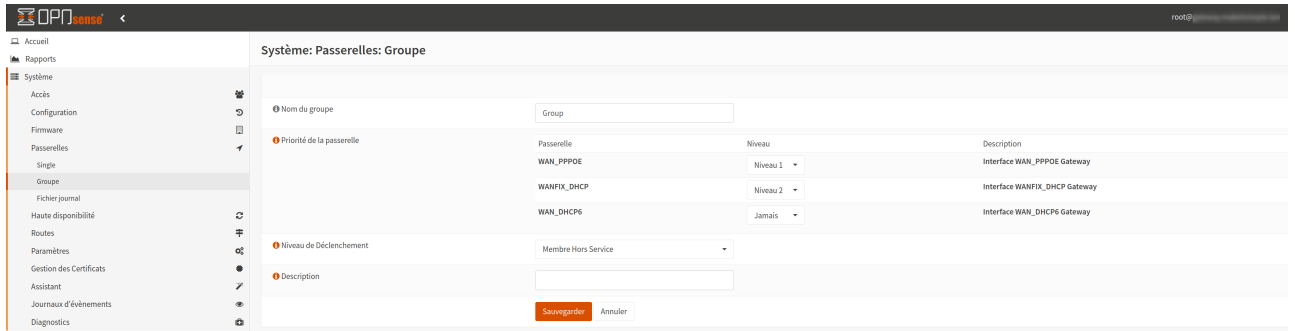 OPNsense
root@
Accueil
Rapports
Système
Accès
Configuration
Firmware
Passerelles
Single
Groupe
Fichier journal
Haute disponibilité
Routes
Paramètres
Gestion des Certificats
Assistant
Journaux d'évènements
Diagnostics
Système: Passerelles: Groupe
Nom du groupe
Group
Priorité de la passerelle
Passerelle Niveau Description
WAN_PPPOE Niveau 1 Interface WAN_PPPOE Gateway
WANFIX_DHCP Niveau 2 Interface WANFIX_DHCP Gateway
WAN_DHCP6 Jamais Interface WAN_DHCP6 Gateway
Niveau de Déclenchement
Membre Hors Service
Description
Sauvegarder Annuler